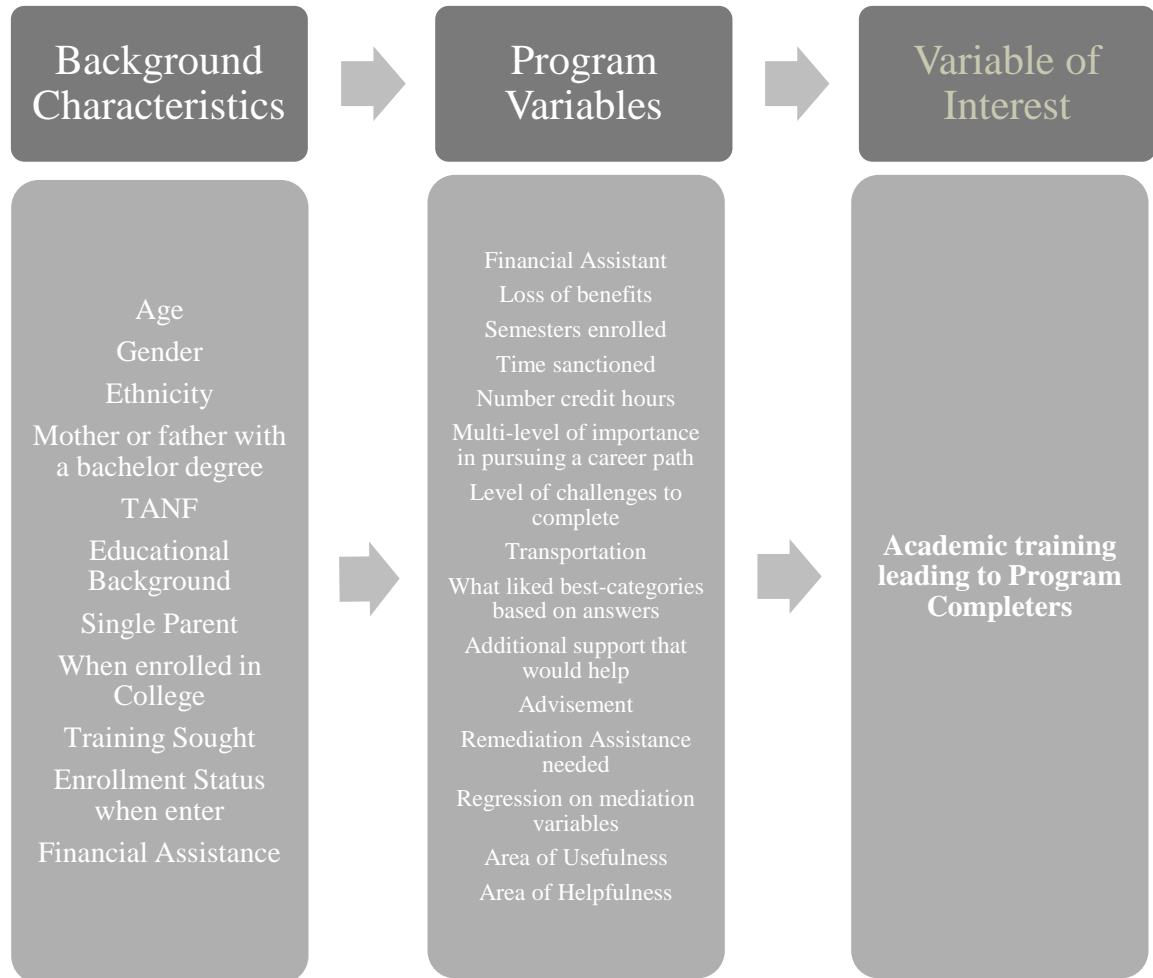 Background
Characteristics
Program
Variables
Variable of
Interest
Age
Gender
Ethnicity
Mother or father with
a bachelor degree
TANF
Educational
Background
Single Parent
When enrolled in
College
Training Sought
Enrollment Status
when enter
Financial Assistance
Financial Assistant
Loss of benefits
Semesters enrolled
Time sanctioned
Number credit hours
Multi-level of importance
in pursuing a career path
Level of challenges to
complete
Transportation
What liked best-categories
based on answers
Additional support that
would help
Advisement
Remediation Assistance
needed
Regression on mediation
variables
Area of Usefulness
Area of Helpfulness
Academic training
leading to Program
Completers